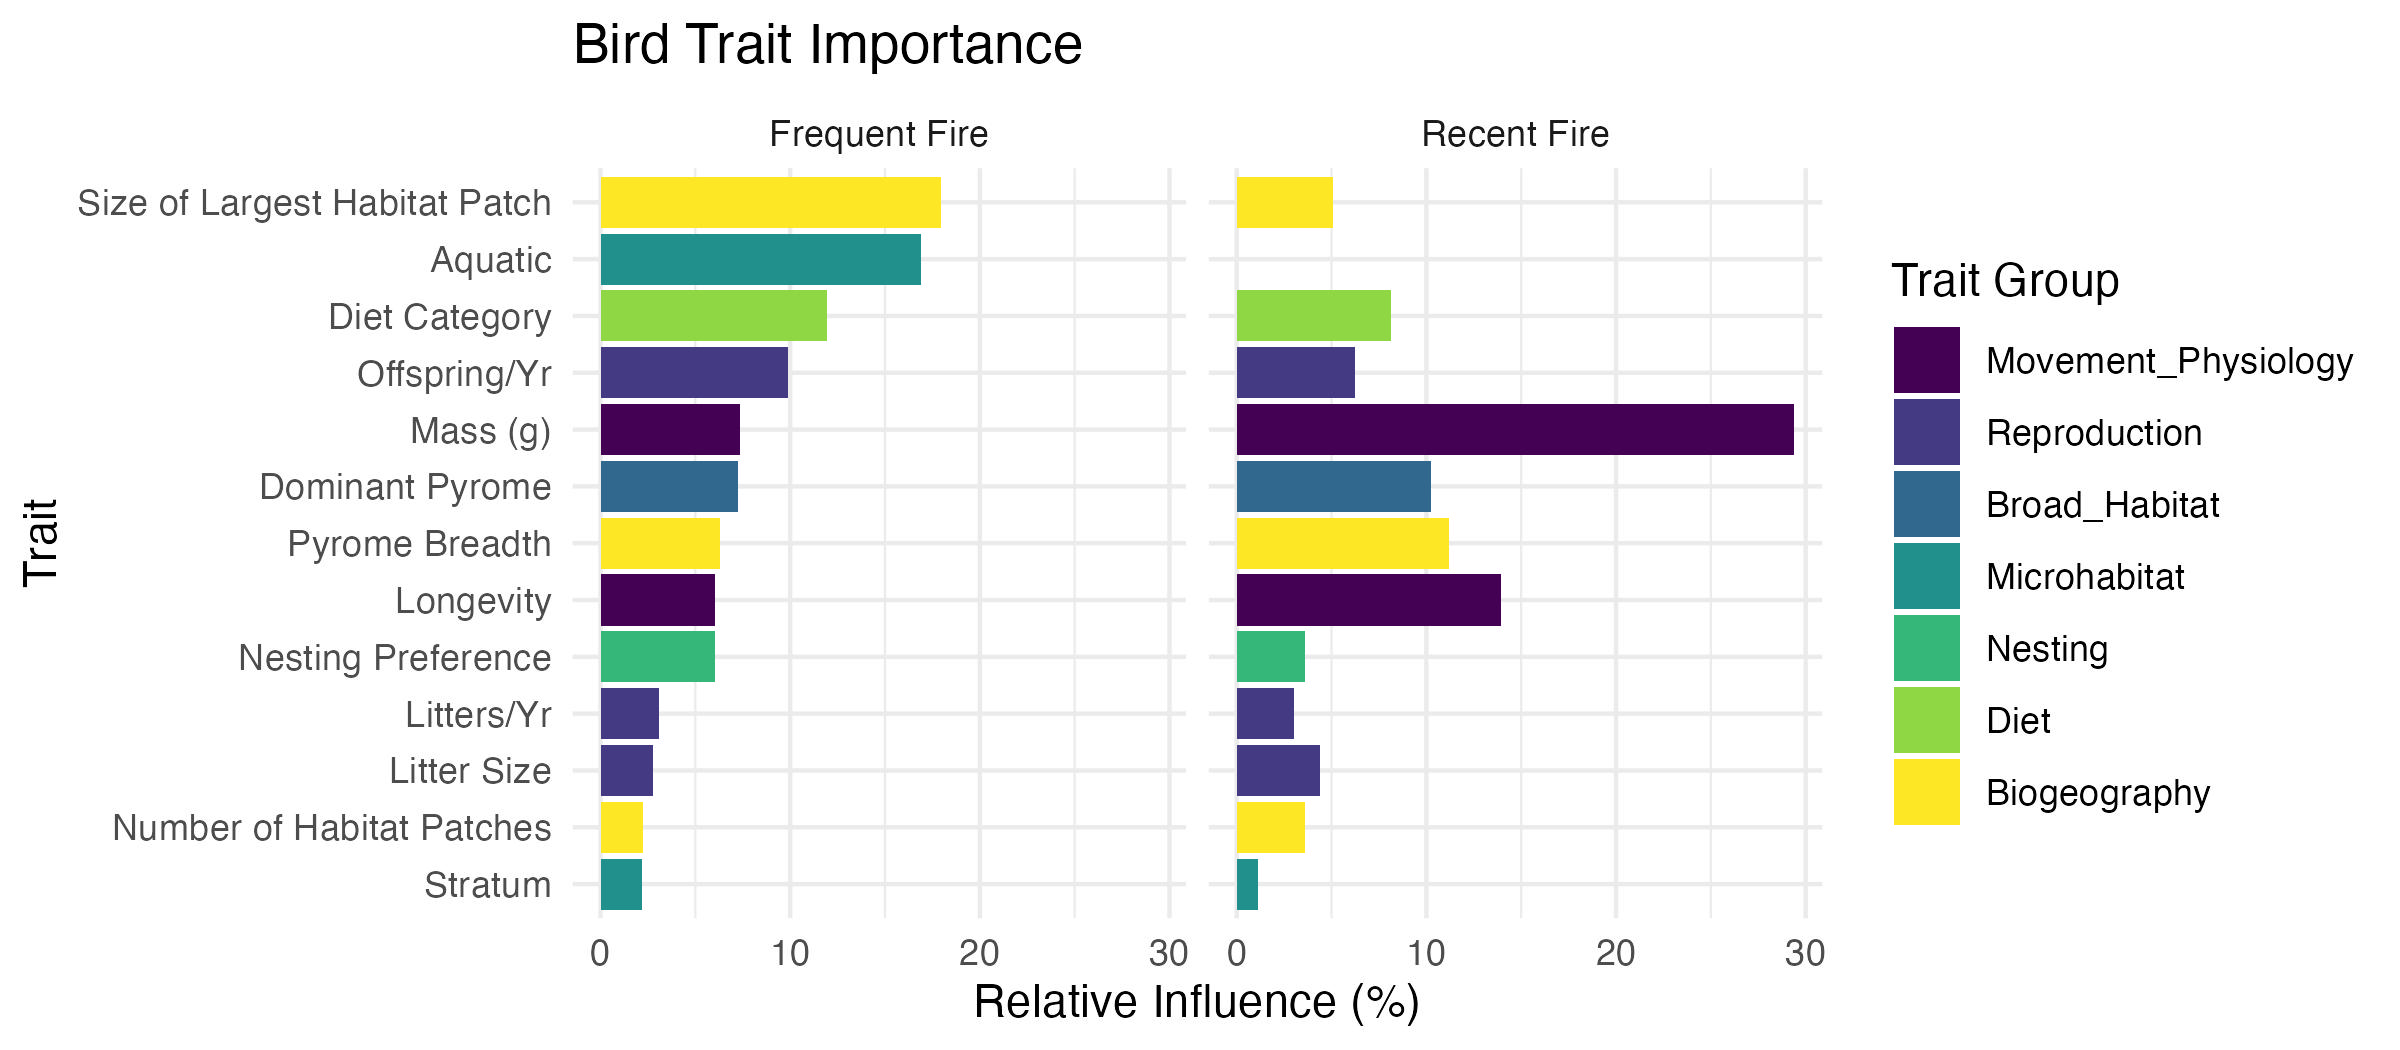 Bird Trait Importance
Frequent Fire
Recent Fire
Trait
Size of Largest Habitat Patch
Aquatic
Diet Category
Offspring/Yr
Mass (g)
Dominant Pyrome
Pyrome Breadth
Longevity
Nesting Preference
Litters/Yr
Litter Size
Number of Habitat Patches
Stratum
0 10 20 30
0 10 20 30
Relative Influence (%)
Trait Group
Movement_Physiology
Reproduction
Broad_Habitat
Microhabitat
Nesting
Diet
Biogeography